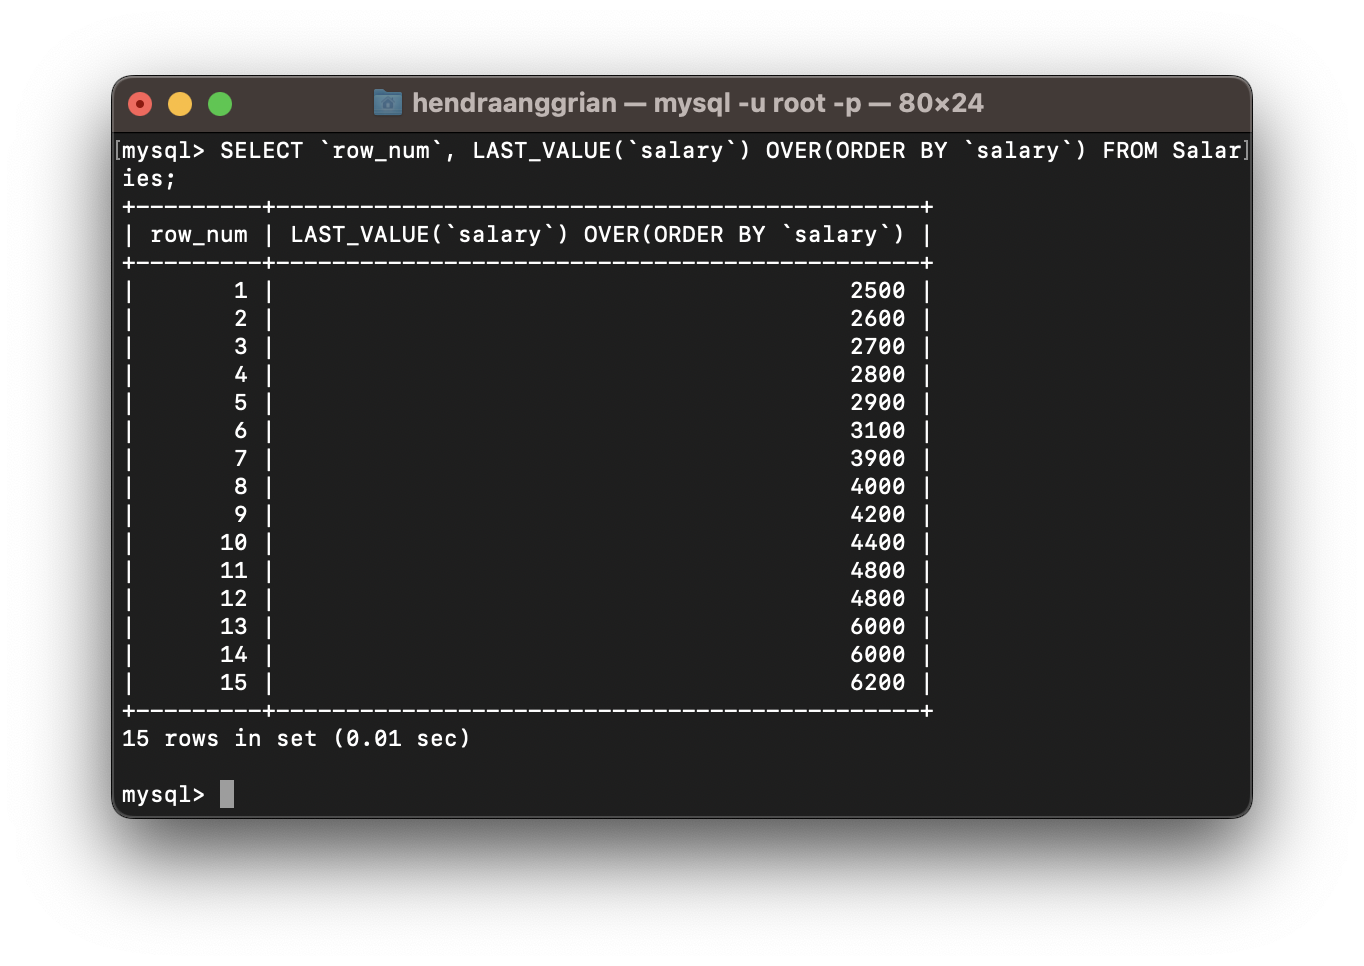 hendraanggrian — mysql -u root -p — 80×24
[mysql> SELECT `row_num`, LAST_VALUE(`salary`) OVER(ORDER BY `salary`) FROM Salar]
ies;
+---------+----------------------------------------------+
| row_num | LAST_VALUE(`salary`) OVER(ORDER BY `salary`) |
+---------+----------------------------------------------+
|       1 |                                         2500 |
|       2 |                                         2600 |
|       3 |                                         2700 |
|       4 |                                         2800 |
|       5 |                                         2900 |
|       6 |                                         3100 |
|       7 |                                         3900 |
|       8 |                                         4000 |
|       9 |                                         4200 |
|      10 |                                         4400 |
|      11 |                                         4800 |
|      12 |                                         4800 |
|      13 |                                         6000 |
|      14 |                                         6000 |
|      15 |                                         6200 |
+---------+----------------------------------------------+
15 rows in set (0.01 sec)
mysql>